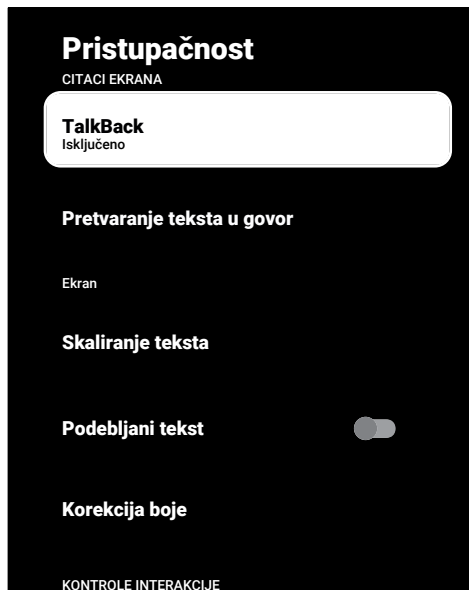 Pristupačnost
CITACI EKRANA
TalkBack
Isključeno
Pretvaranje teksta u govor
Ekran
Skaliranje teksta
Podebljani tekst
Korekcija boje
KONTROLE INTERAKCIJE